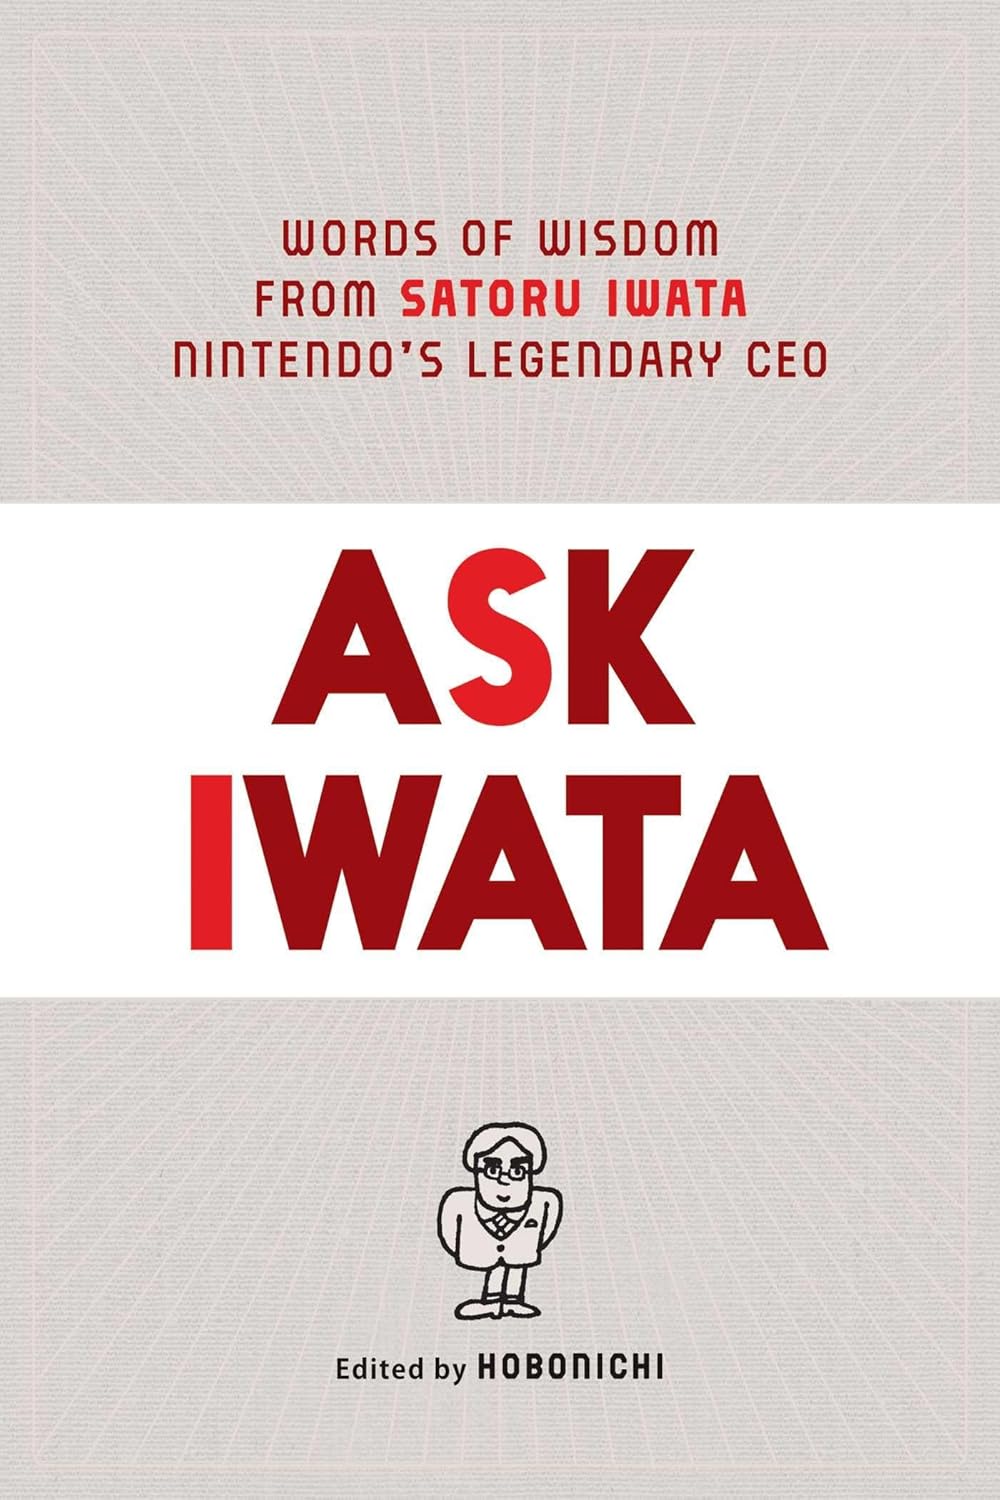 WORDS OF WISDOM
FROM SATORU IWATA
NINTENDO'S LEGENDARY CEO
ASK
IWATA
Edited by HOBONICHI